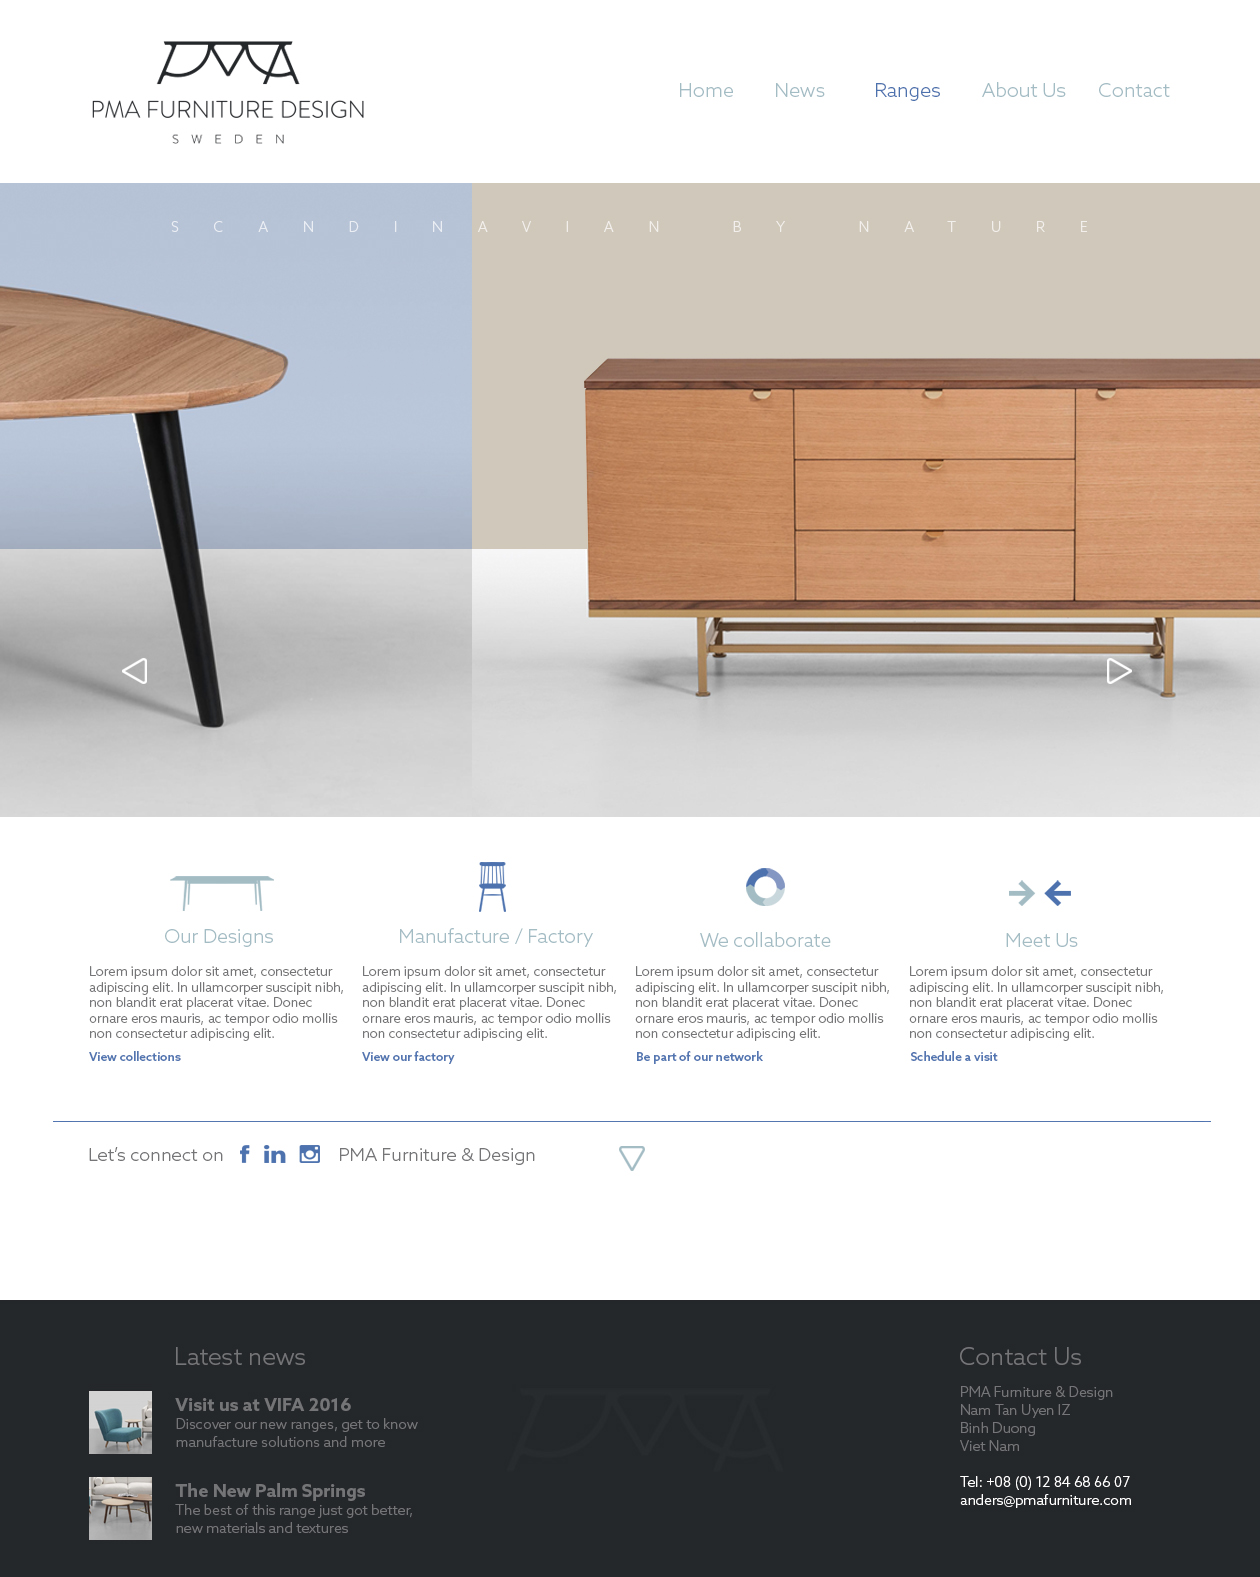 PMA
PMA FURNITURE DESIGN
SWEDEN
Home News Ranges About Us Contact
SCANDINAVIAN BY NATURE
Our Designs
Lorem ipsum dolor sit amet, consectetur
adipiscing elit. In ullamcorper suscipit nibh,
non blandit erat placerat vitae. Donec
ornare eros mauris, ac tempor odio mollis
non consectetur adipiscing elit.
View collections
Manufacture / Factory
Lorem ipsum dolor sit amet, consectetur
adipiscing elit. In ullamcorper suscipit nibh,
non blandit erat placerat vitae. Donec
ornare eros mauris, ac tempor odio mollis
non consectetur adipiscing elit.
View our factory
We collaborate
Lorem ipsum dolor sit amet, consectetur
adipiscing elit. In ullamcorper suscipit nibh,
non blandit erat placerat vitae. Donec
ornare eros mauris, ac tempor odio mollis
non consectetur adipiscing elit.
Be part of our network
Meet Us
Lorem ipsum dolor sit amet, consectetur
adipiscing elit. In ullamcorper suscipit nibh,
non blandit erat placerat vitae. Donec
ornare eros mauris, ac tempor odio mollis
non consectetur adipiscing elit.
Schedule a visit
Let's connect on f in PMA Furniture & Design
Latest news
Visit us at VIFA 2016
Discover our new ranges, get to know
manufacture solutions and more
The New Palm Springs
The best of this range just got better,
new materials and textures
PMA
Contact Us
PMA Furniture & Design
Nam Tan Uyen IZ
Binh Duong
Viet Nam
Tel: +08 (0) 12 84 68 66 07
anders@pmafurniture.com